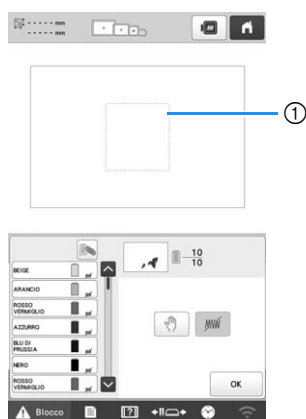 ----- mm
----- mm
1
10
10
BEIGE
ARANCIO
ROSSO
VERMIGLIO
AZZURRO
BLU DI
PRUSSIA
NERO
ROSSO
VERMIGLIO
OK
Blocco